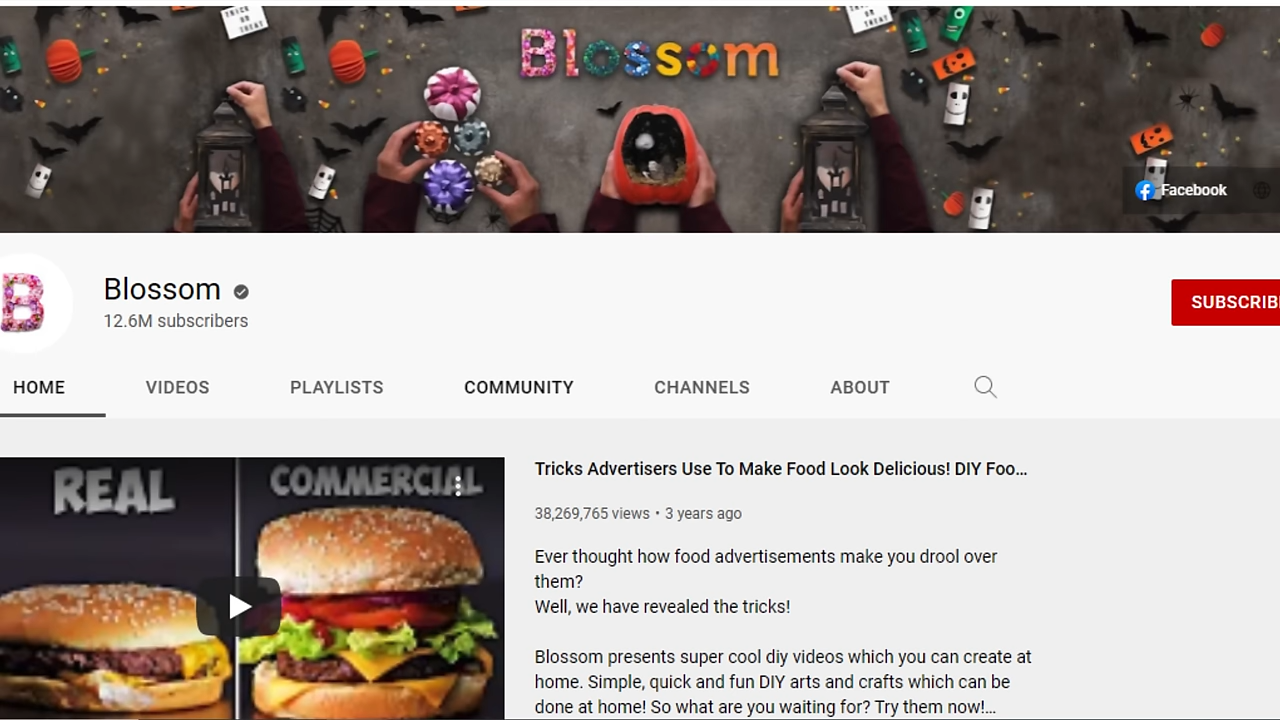 TRICK
OR
TREAT
Blossom
Facebook
B
Blossom
12.6M subscribers
SUBSCRIB
HOME
VIDEOS
PLAYLISTS
COMMUNITY
CHANNELS
ABOUT
REAL
COMMERCIAL
Tricks Advertisers Use To Make Food Look Delicious! DIY Foo...
38,269,765 views • 3 years ago
Ever thought how food advertisements make you drool over
them?
Well, we have revealed the tricks!
Blossom presents super cool diy videos which you can create at
home. Simple, quick and fun DIY arts and crafts which can be
done at home! So what are you waiting for? Try them now!...